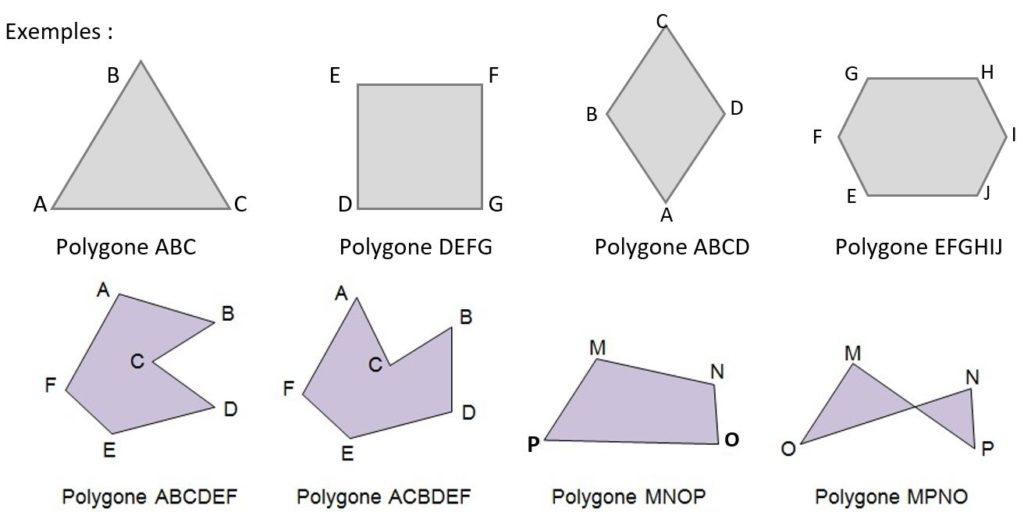 Exemples :
B
A
C
Polygone ABC
E
F
D
G
Polygone DEFG
C
B
D
A
Polygone ABCD
G
H
F
I
E
J
Polygone EFGHIJ
A
B
C
F
D
E
Polygone ABCDEF
A
B
C
F
D
E
Polygone ACBDEF
M
N
P
O
Polygone MNOP
M
N
O
P
Polygone MPNO